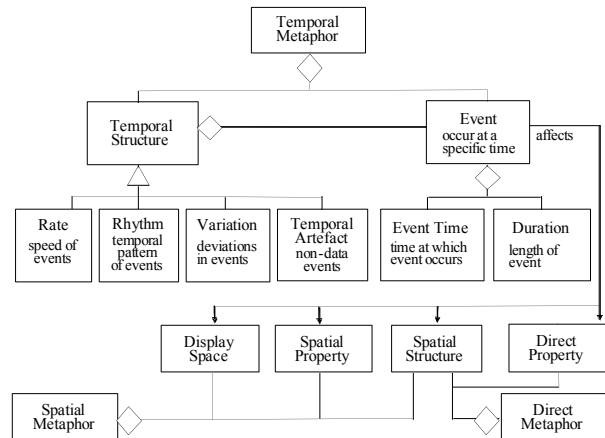 Temporal
Metaphor
Temporal
Structure
Event
occur at a
specific time
affects
Rate
speed of
events
Rhythm
temporal
pattern
of events
Variation
deviations
in events
Temporal
Artefact
non-data
events
Event Time
time at which
event occurs
Duration
length of
event
Display
Space
Spatial
Property
Spatial
Structure
Direct
Property
Spatial
Metaphor
Direct
Metaphor